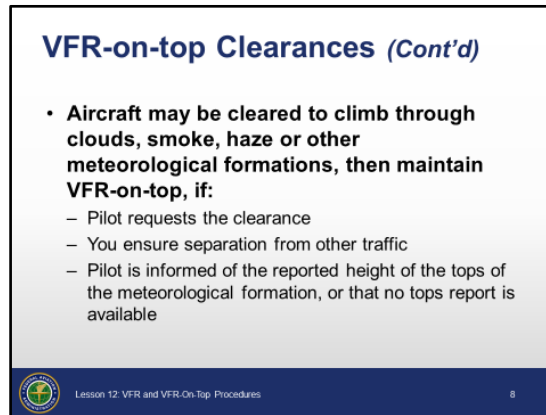 VFR-on-top Clearances (Cont'd)
• Aircraft may be cleared to climb through
clouds, smoke, haze or other
meteorological formations, then maintain
VFR-on-top, if:
– Pilot requests the clearance
– You ensure separation from other traffic
– Pilot is informed of the reported height of the tops of
the meteorological formation, or that no tops report is
available
Lesson 12: VFR and VFR-On-Top Procedures
8